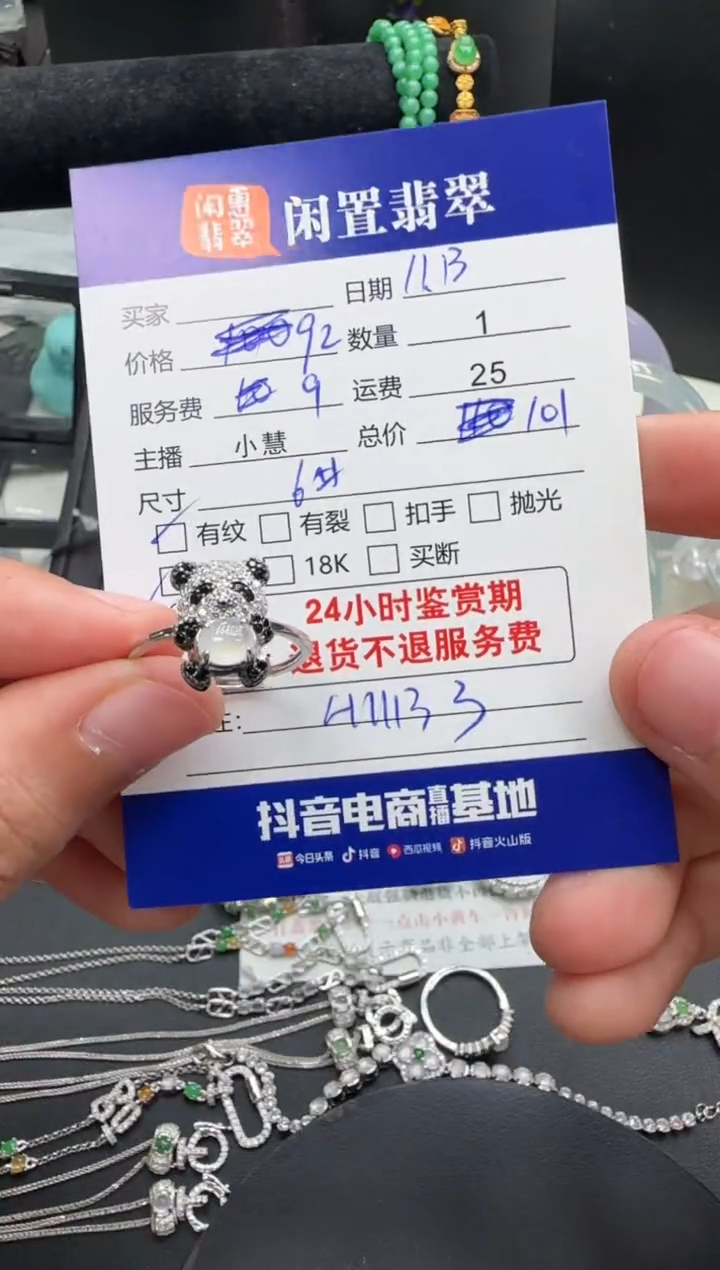 闲惠翡翠 闲置翡翠
买家 日期 11.13
价格 92 数量 1
服务费 9 运费 25
主播 小慧 总价 101
尺寸 6#
有纹 有裂 扣手 抛光
18K 买断
24小时鉴赏期
退货不退服务费
抖音电商直播基地
头条 今日头条 抖音 西瓜视频 抖音火山版